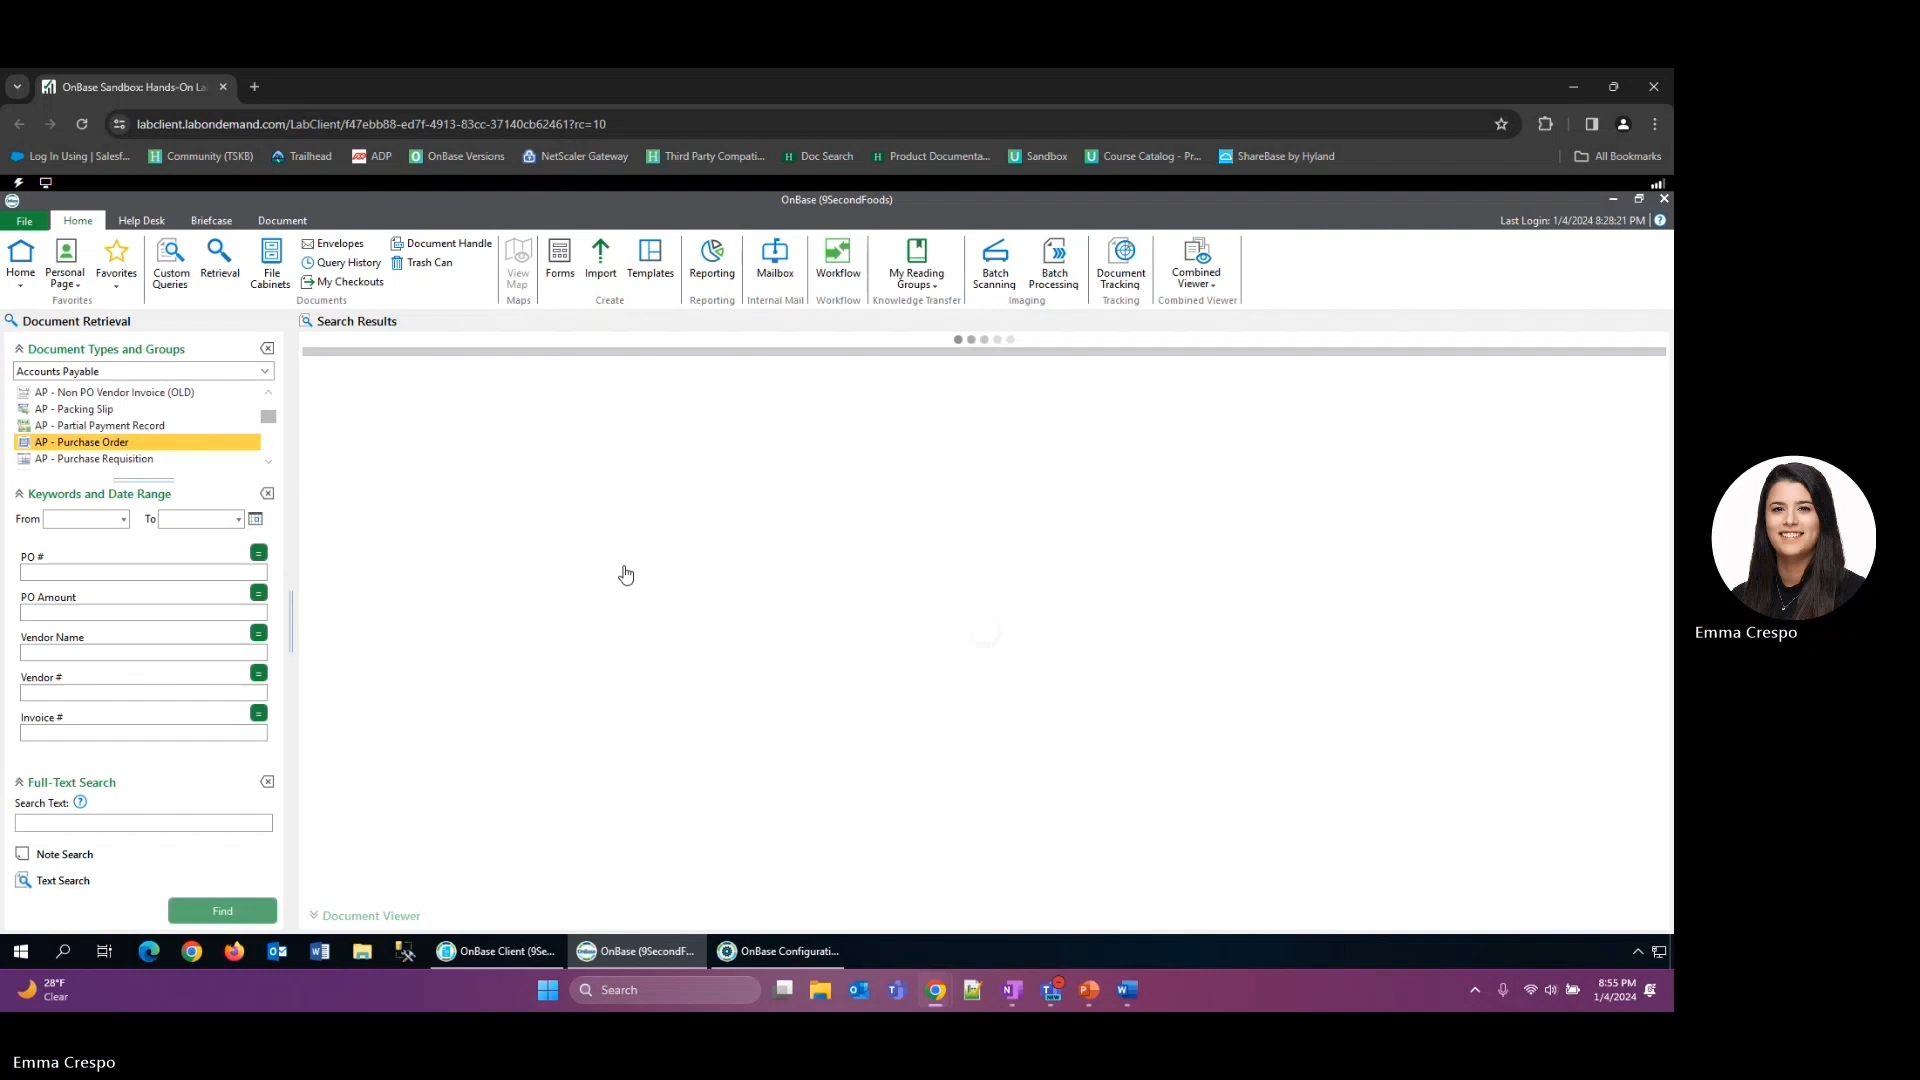 OnBase Sandbox: Hands-On La
labclient.labondemand.com/LabClient/f47ebb88-ed7f-4913-83cc-37140cb62461?rc=10
Log In Using | Salesf... Community (TSKB) Trailhead ADP OnBase Versions NetScaler Gateway Third Party Compati... Doc Search Product Documenta... Sandbox Course Catalog - Pr... ShareBase by Hyland All Bookmarks
OnBase (9SecondFoods)
File Home Help Desk Briefcase Document Last Login: 1/4/2024 8:28:21 PM
Home Personal Page Favorites Custom Queries Retrieval File Cabinets Envelopes Document Handle View Map Forms Import Templates Reporting Mailbox Workflow My Reading Groups Batch Scanning Batch Processing Document Tracking Combined Viewer
Query History Trash Can
My Checkouts
Favorites Documents Maps Create Reporting Internal Mail Workflow Knowledge Transfer Imaging Tracking Combined Viewer
Document Retrieval
Search Results
Document Types and Groups
Accounts Payable
AP - Non PO Vendor Invoice (OLD)
AP - Packing Slip
AP - Partial Payment Record
AP - Purchase Order
AP - Purchase Requisition
Keywords and Date Range
From To
PO #
PO Amount
Vendor Name
Vendor #
Invoice #
Full-Text Search
Search Text:
Note Search
Text Search
Find
Document Viewer
OnBase Client (9Se... OnBase (9SecondF... OnBase Configurati...
28°F
Clear
Search
8:55 PM
1/4/2024
Emma Crespo
Emma Crespo